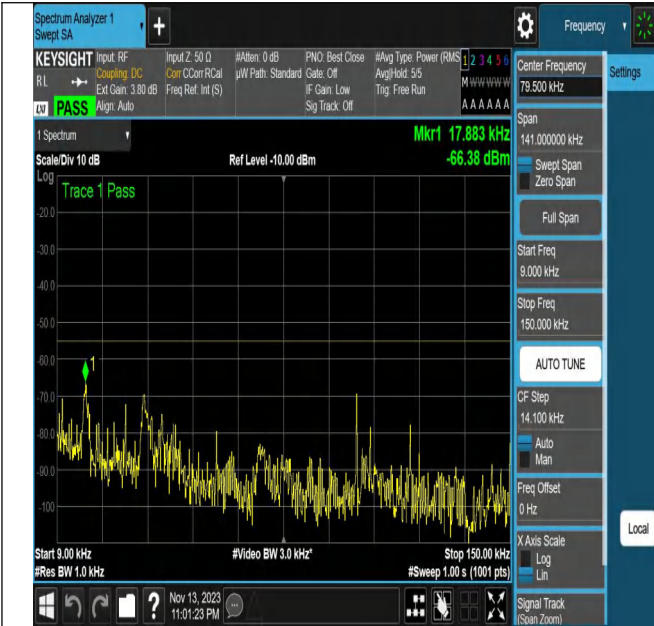 Spectrum Analyzer 1
Swept SA
+
Frequency
KEYSIGHT
RL
LXI
PASS
Input: RF
Coupling: DC
Ext Gain: 3.80 dB
Align: Auto
Input Z: 50 Ω
Corr CCorr RCal
Freq Ref: Int (S)
#Atten: 0 dB
µW Path: Standard
PNO: Best Close
Gate: Off
IF Gain: Low
Sig Track: Off
#Avg Type: Power (RMS
Avg|Hold: 5/5
Trig: Free Run
1 2 3 4 5 6
M W W W W W
A A A A A A
1 Spectrum
Scale/Div 10 dB
Ref Level -10.00 dBm
Mkr1 17.883 kHz
-66.38 dBm
Log
Trace 1 Pass
-20.0
-30.0
-40.0
-50.0
-60.0
-70.0
-80.0
-90.0
-100
1
Start 9.00 kHz
#Video BW 3.0 kHz*
Stop 150.00 kHz
#Res BW 1.0 kHz
#Sweep 1.00 s (1001 pts)
?
Nov 13, 2023
11:01:23 PM
Center Frequency
79.500 kHz
Span
141.000000 kHz
Swept Span
Zero Span
Full Span
Start Freq
9.000 kHz
Stop Freq
150.000 kHz
AUTO TUNE
CF Step
14.100 kHz
Auto
Man
Freq Offset
0 Hz
X Axis Scale
Log
Lin
Signal Track
(Span Zoom)
Settings
Local